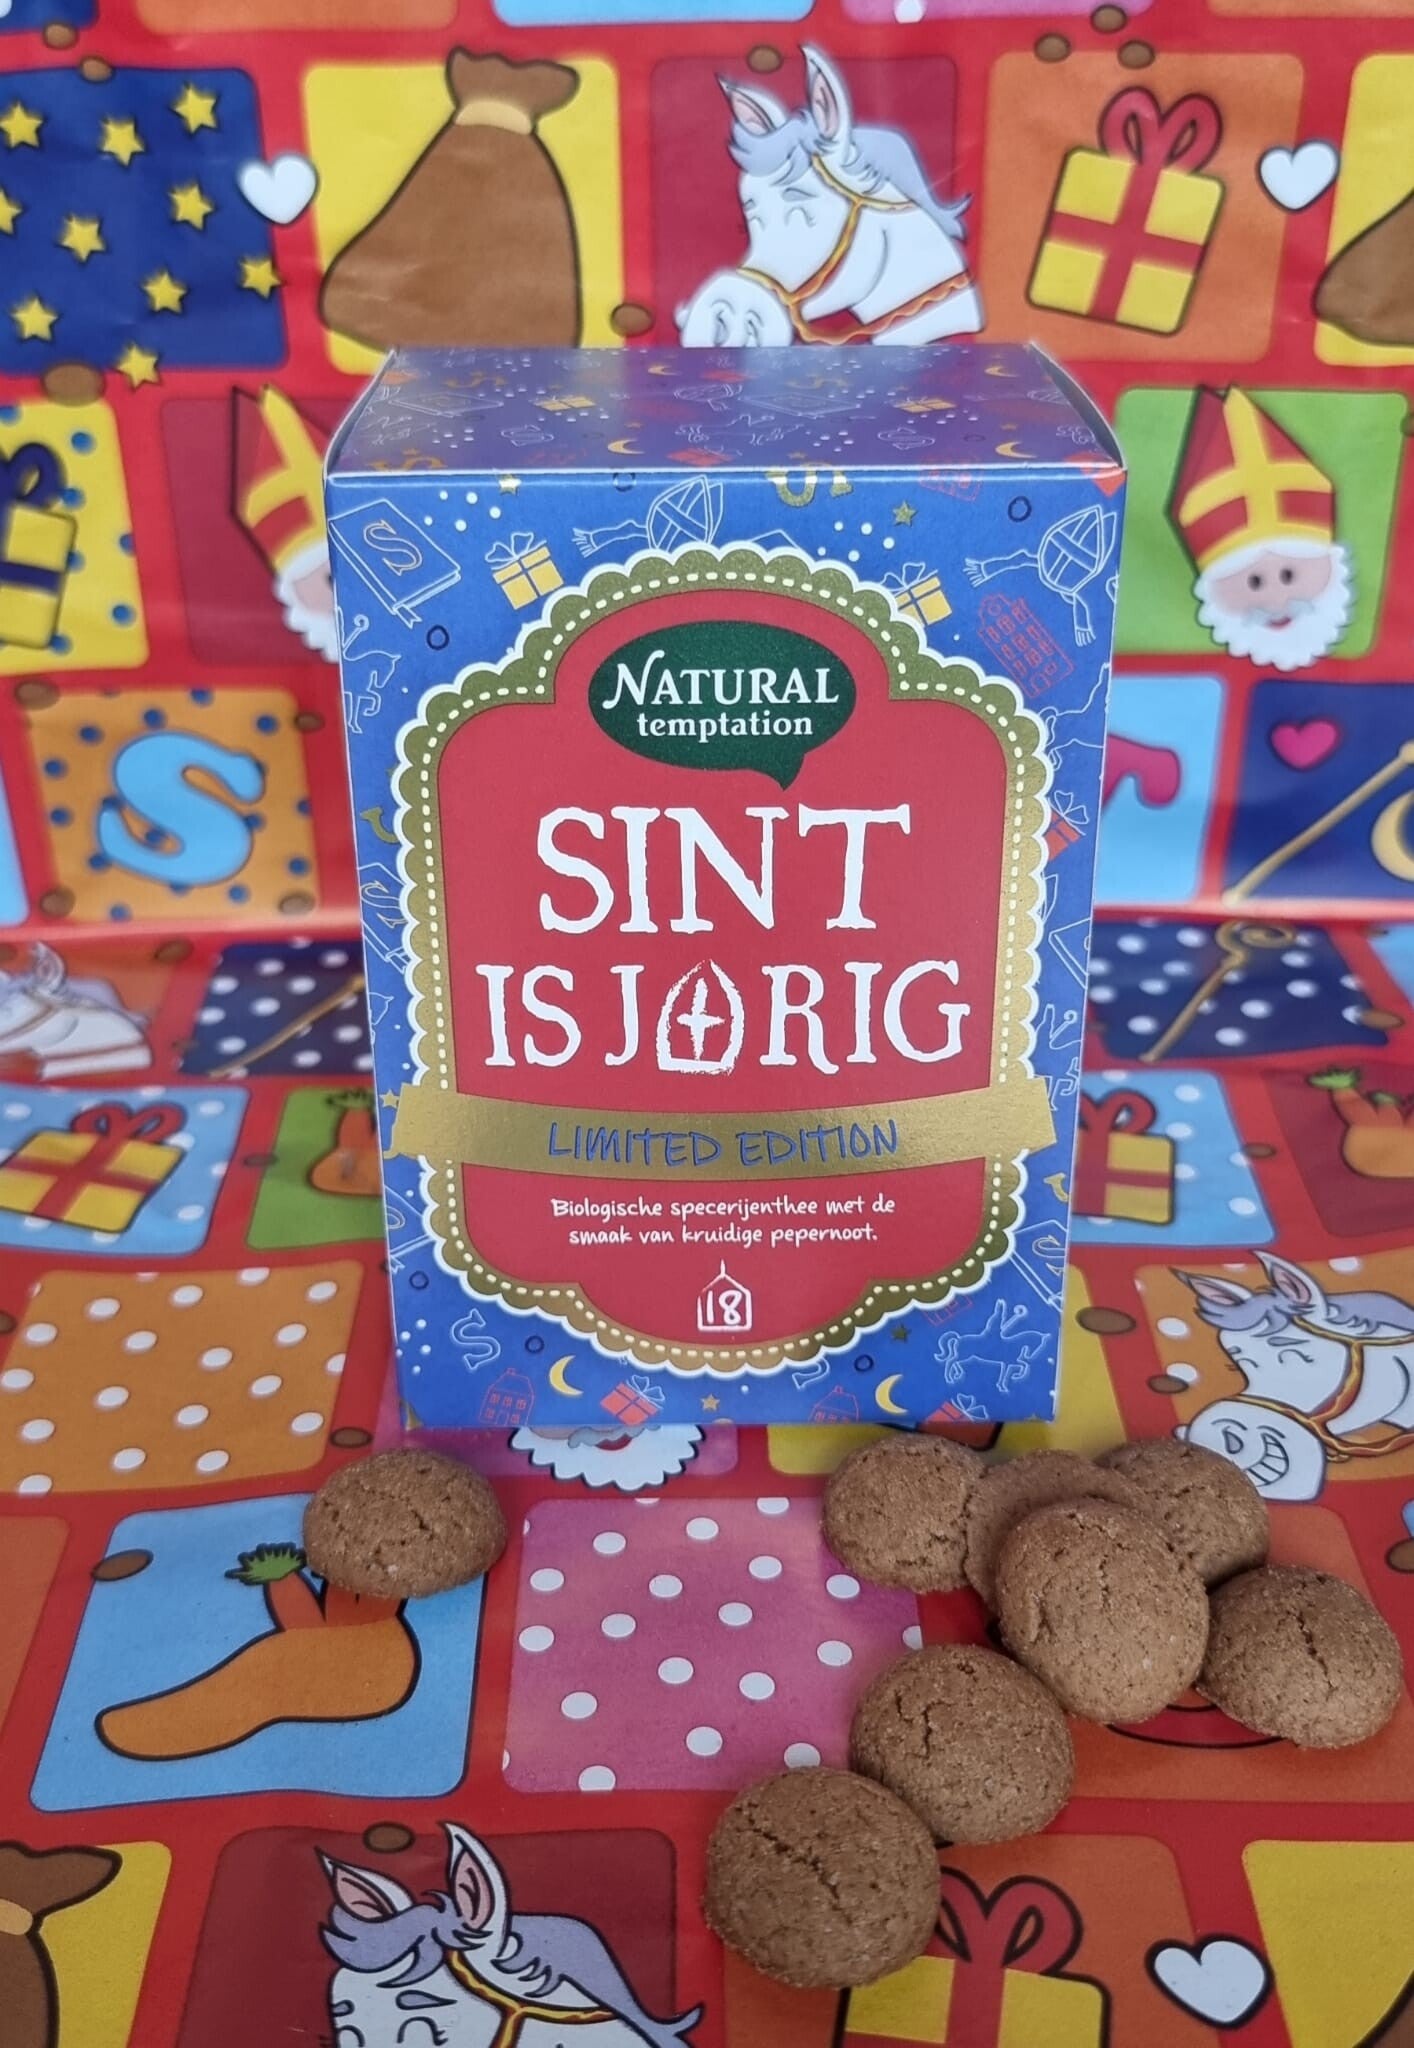 NATURAL
temptation
SINT
IS JARIG
LIMITED EDITION
Biologische specerijenthee met de
smaak van kruidige pepernoot.
18
S
S